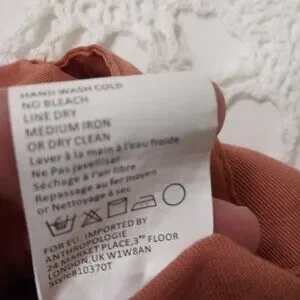 HAND WASH COLD
NO BLEACH
LINE DRY
MEDIUM IRON
OR DRY CLEAN
Laver à la main à l'eau froide
Ne Pas javelliser
Séchage à l'air libre
Repassage au fer moyen
or Nettoyage à sec
FOR EU: IMPORTED BY
ANTHROPOLOGIE
24 MARKET PLACE,3RD FLOOR
LONDON,UK W1W8AN
Style#10370T